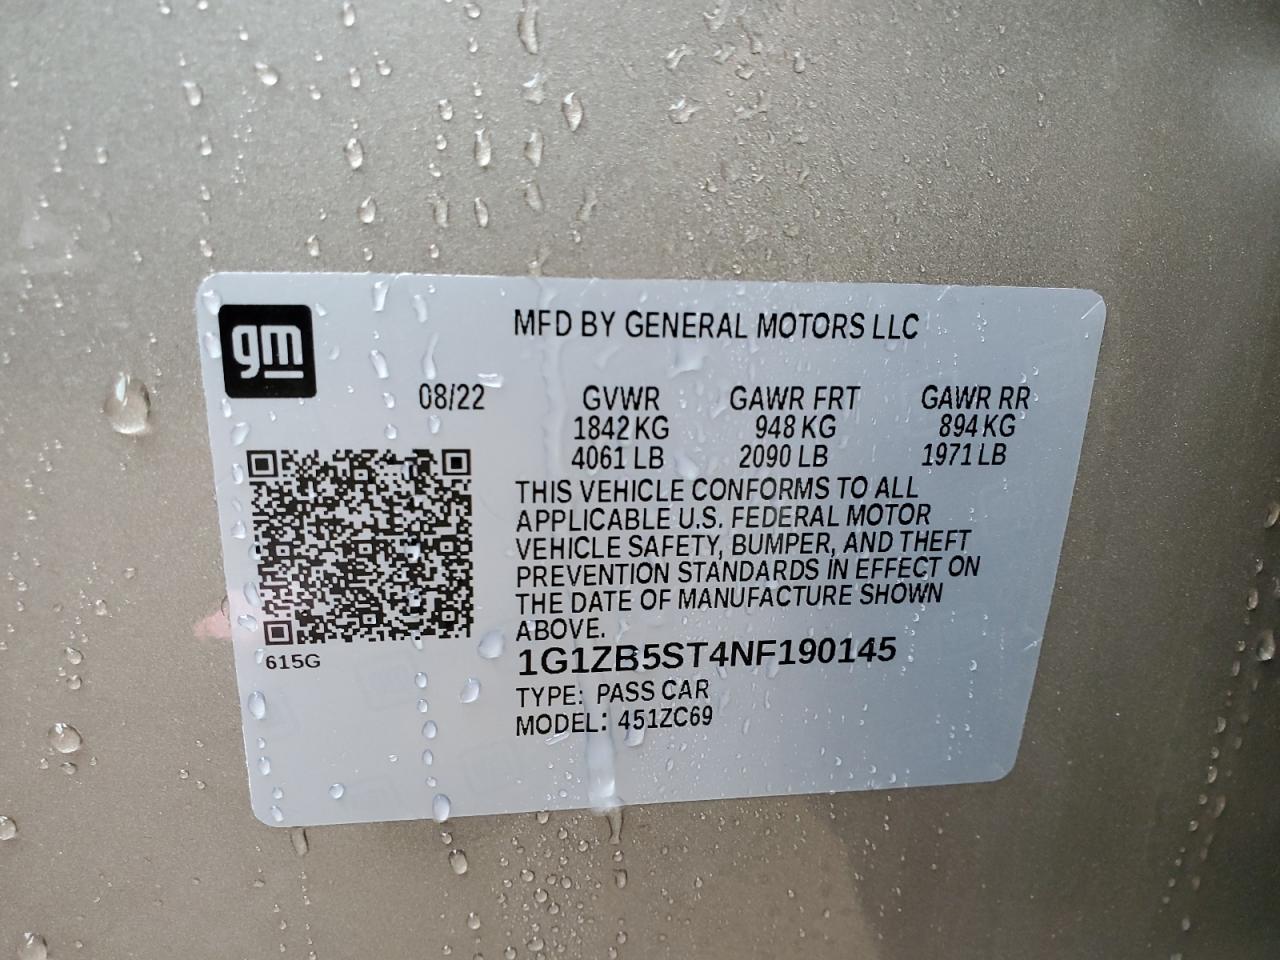 gm
MFD BY GENERAL MOTORS LLC
08/22 GVWR GAWR FRT GAWR RR
1842 KG 948 KG 894 KG
4061 LB 2090 LB 1971 LB
THIS VEHICLE CONFORMS TO ALL
APPLICABLE U.S. FEDERAL MOTOR
VEHICLE SAFETY, BUMPER, AND THEFT
PREVENTION STANDARDS IN EFFECT ON
THE DATE OF MANUFACTURE SHOWN
ABOVE.
615G
1G1ZB5ST4NF190145
TYPE: PASS CAR
MODEL: 451ZC69